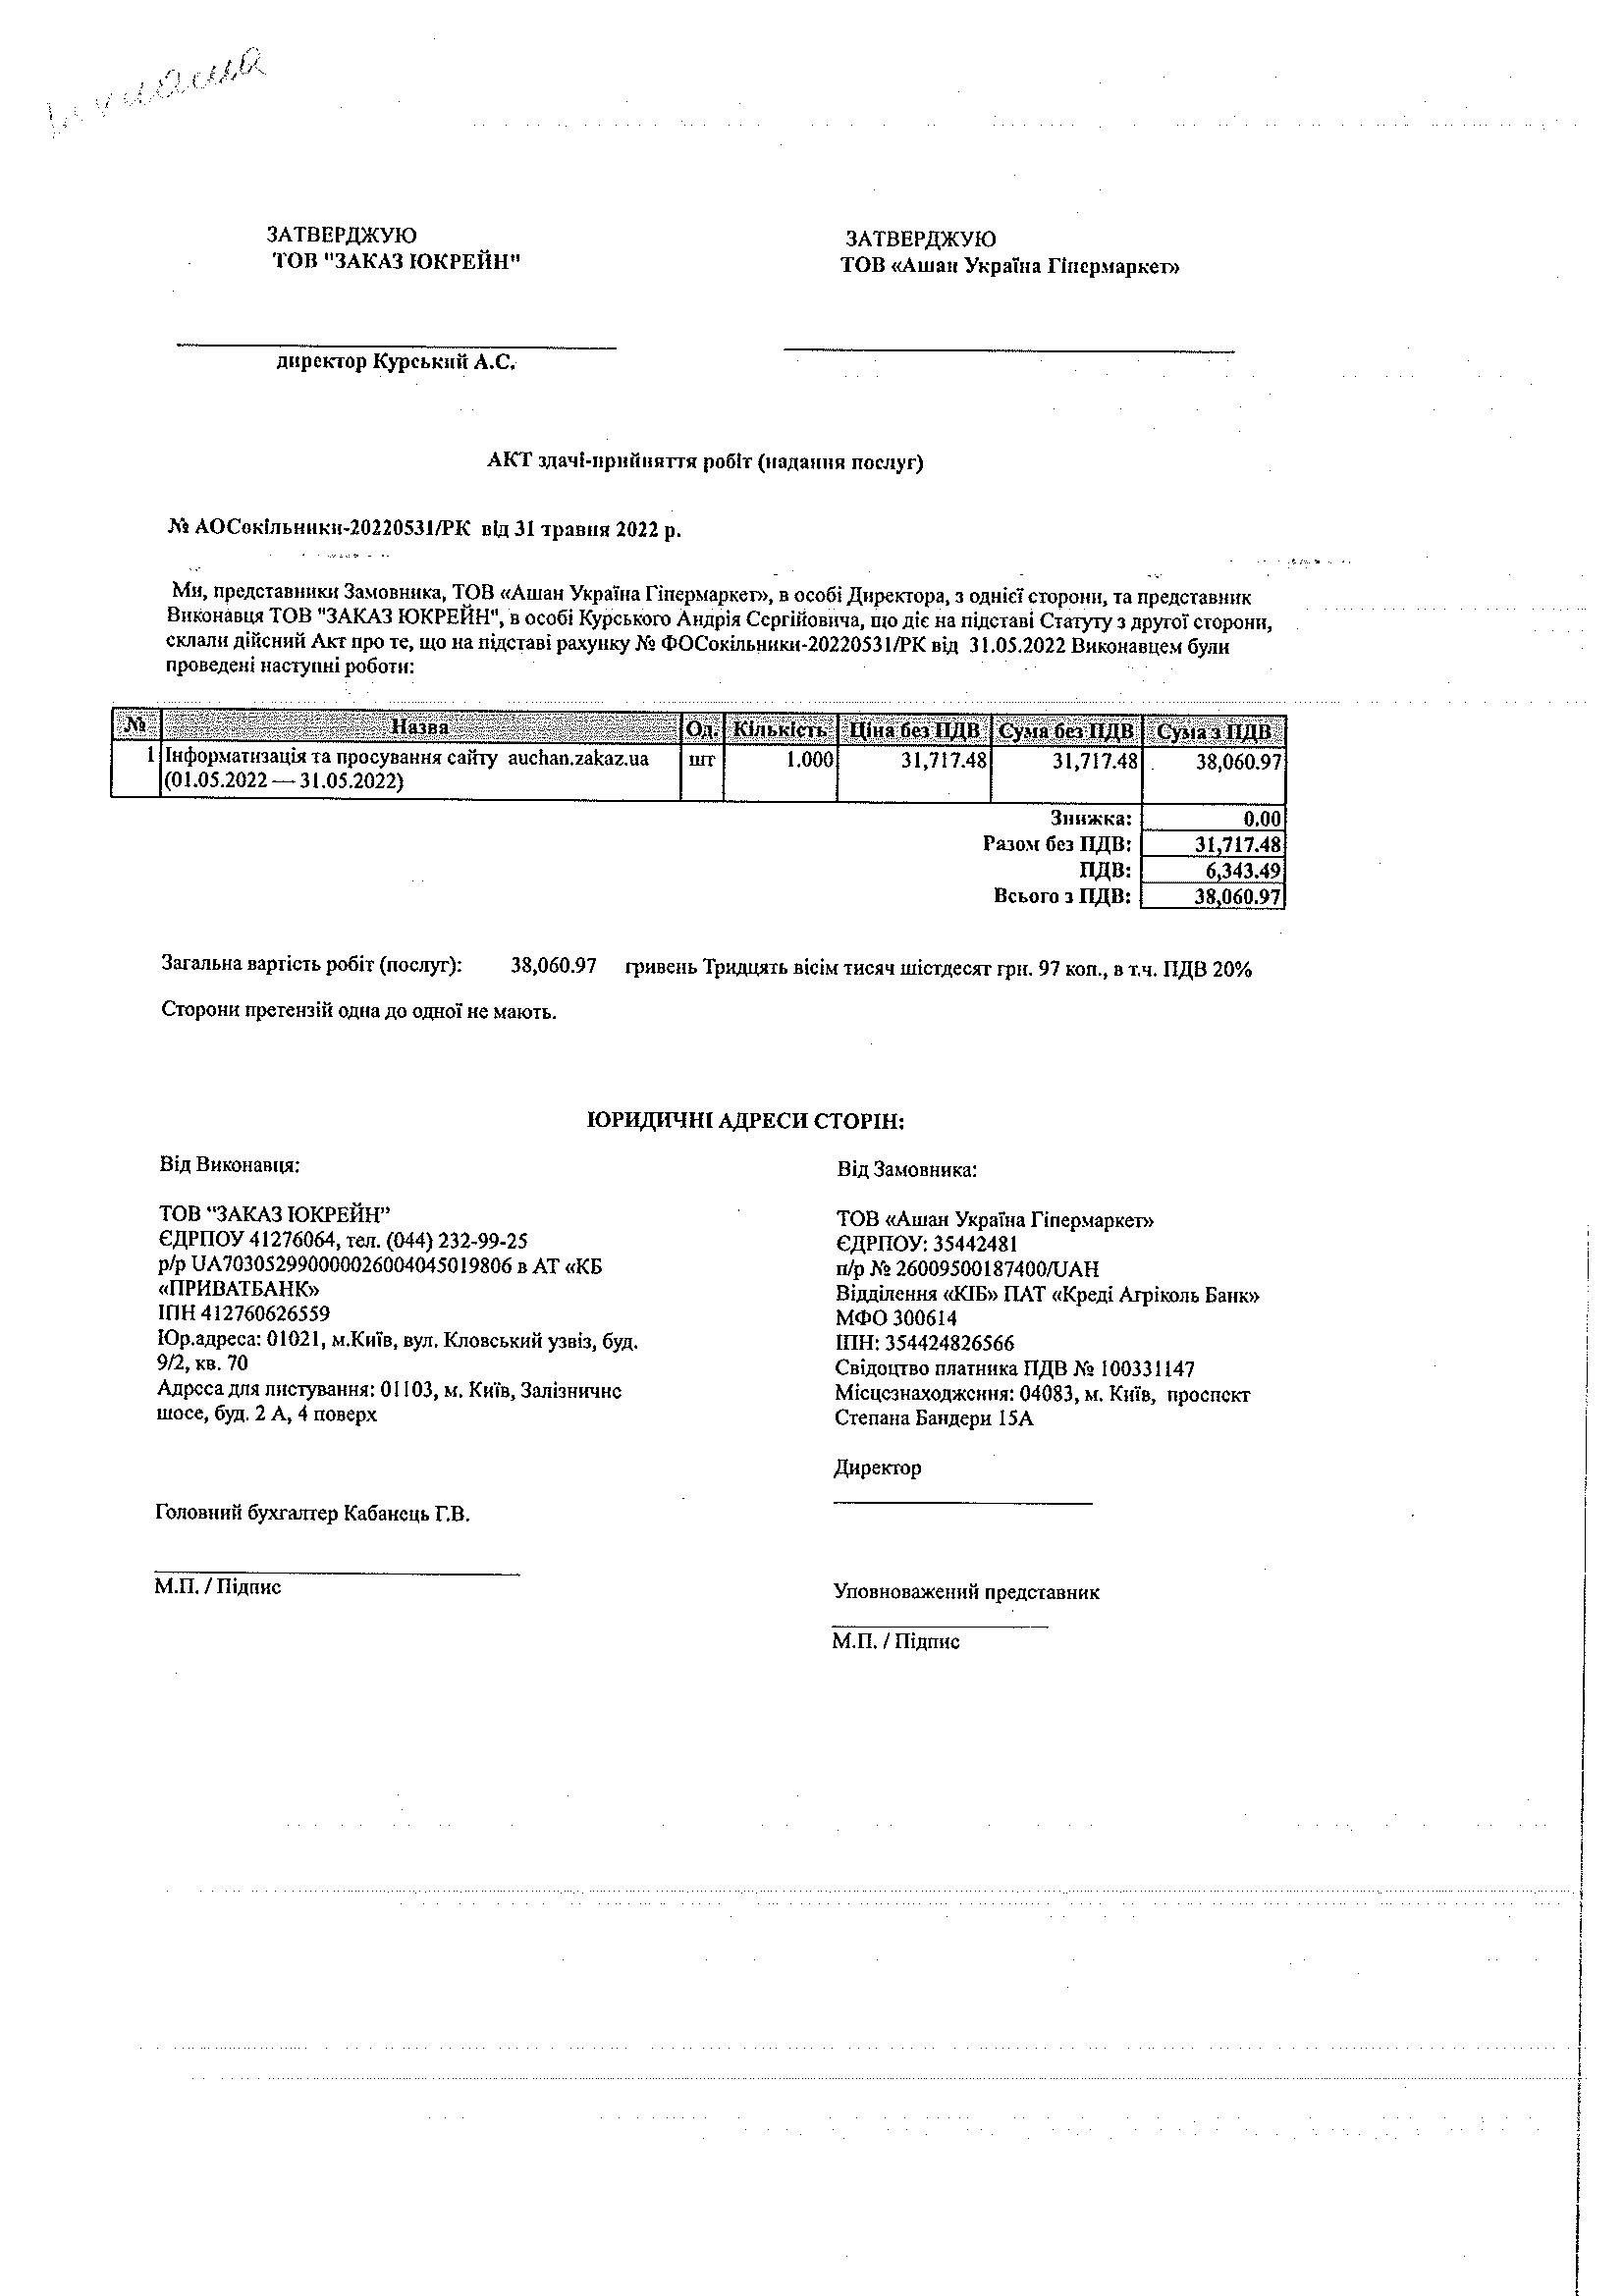 ЗАТВЕРДЖУЮ
ТОВ "ЗАКАЗ ЮКРЕЙН"
ЗАТВЕРДЖУЮ
ТОВ «Ашан Україна Гіпермаркет»
директор Курський А.С.
АКТ здачі-прийняття робіт (надання послуг)
№ АОСокільники-20220531/РК від 31 травня 2022 р.
Ми, представники Замовника, ТОВ «Ашан Україна Гіпермаркет», в особі Директора, з однієї сторони, та представник
Виконавця ТОВ "ЗАКАЗ ЮКРЕЙН", в особі Курського Андрія Сергійовича, що діє на підставі Статуту з другої сторони,
склали дійсний Акт про те, що на підставі рахунку № ФОСокільники-20220531/РК від 31.05.2022 Виконавцем були
проведені наступні роботи:
№ Назва Од. Кількість Ціна без ПДВ Сума без ПДВ Сума з ПДВ
1 Інформатизація та просування сайту auchan.zakaz.ua шт 1.000 31,717.48 31,717.48 38,060.97
(01.05.2022 — 31.05.2022)
Знижка: 0.00
Разом без ПДВ: 31,717.48
ПДВ: 6,343.49
Всього з ПДВ: 38,060.97
Загальна вартість робіт (послуг): 38,060.97 гривень Тридцять вісім тисяч шістдесят грн. 97 коп., в т.ч. ПДВ 20%
Сторони претензій одна до одної не мають.
ЮРИДИЧНІ АДРЕСИ СТОРІН:
Від Виконавця:
ТОВ "ЗАКАЗ ЮКРЕЙН"
ЄДРПОУ 41276064, тел. (044) 232-99-25
р/р UA703052990000026004045019806 в АТ «КБ
«ПРИВАТБАНК»
ІПН 412760626559
Юр.адреса: 01021, м.Київ, вул. Кловський узвіз, буд.
9/2, кв. 70
Адреса для листування: 01103, м. Київ, Залізничне
шосе, буд. 2 А, 4 поверх
Головний бухгалтер Кабанець Г.В.
М.П. / Підпис
Від Замовника:
ТОВ «Ашан Україна Гіпермаркет»
ЄДРПОУ: 35442481
п/р № 26009500187400/UAH
Відділення «КІБ» ПАТ «Креді Агріколь Банк»
МФО 300614
ІПН: 354424826566
Свідоцтво платника ПДВ № 100331147
Місцезнаходження: 04083, м. Київ, проспект
Степана Бандери 15А
Директор
Уповноважений представник
М.П. / Підпис